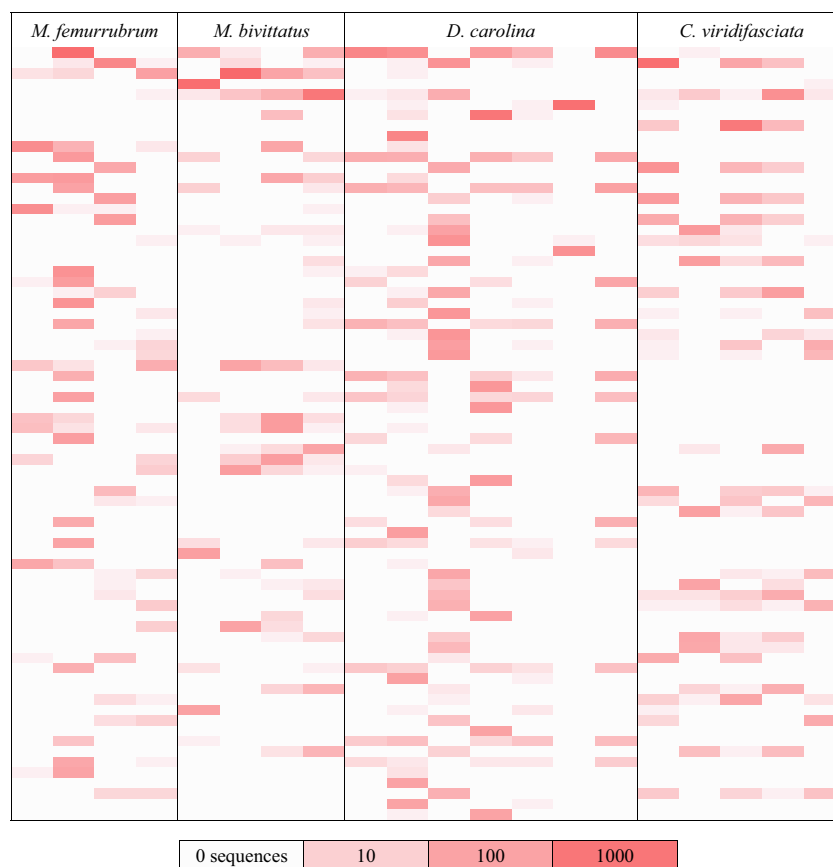 M. femurrubrum M. bivittatus D. carolina C. viridifasciata
0 sequences 10 100 1000